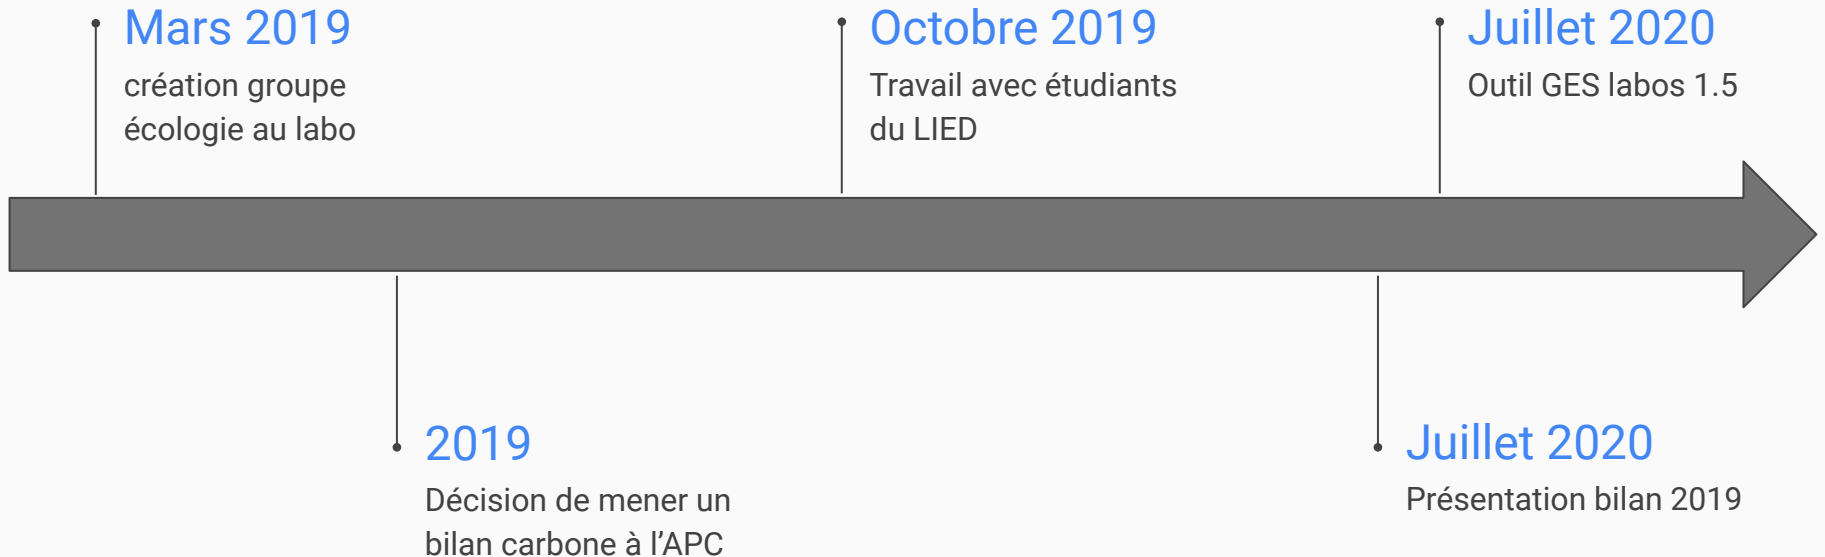 Mars 2019
création groupe
écologie au labo
Octobre 2019
Travail avec étudiants
du LIED
Juillet 2020
Outil GES labos 1.5
2019
Décision de mener un
bilan carbone à l’APC
Juillet 2020
Présentation bilan 2019